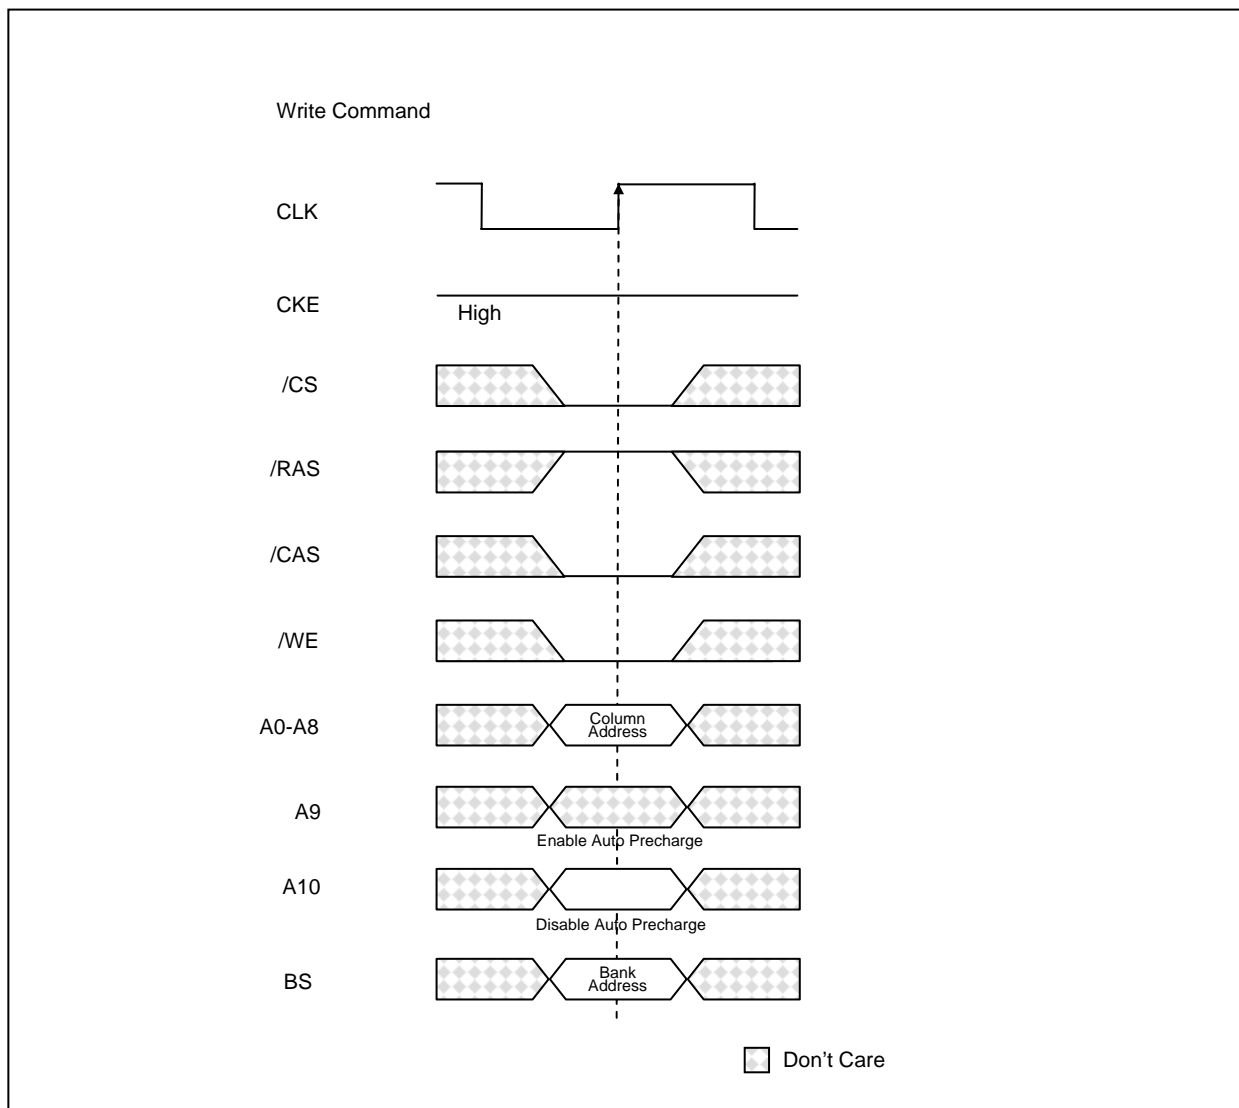 Write Command
CLK
CKE
High
/CS
/RAS
/CAS
/WE
A0-A8
Column
Address
A9
Enable Auto Precharge
A10
Disable Auto Precharge
BS
Bank
Address
Don't Care